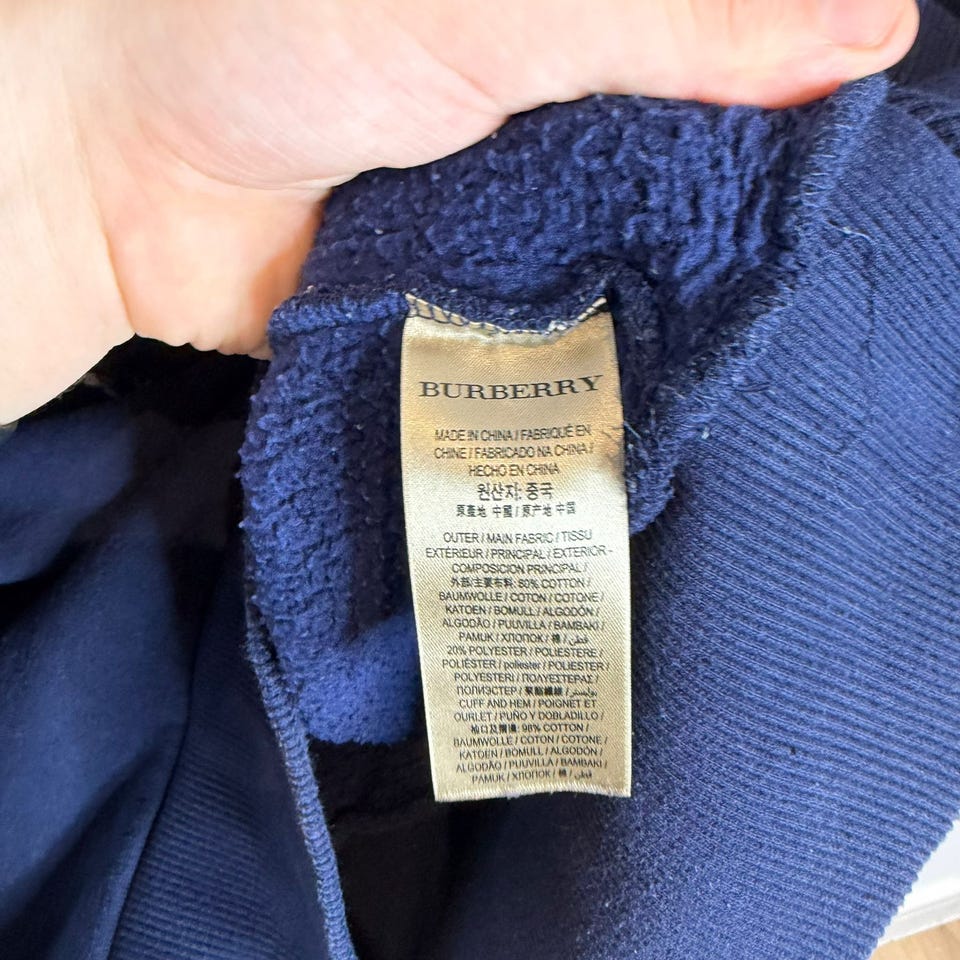 BURBERRY
MADE IN CHINA / FABRIQUÉ EN
CHINE / FABRICADO NA CHINA /
HECHO EN CHINA
원산지: 중국
原產地 中國 / 原产地 中国
OUTER / MAIN FABRIC / TISSU
EXTÉRIEUR / PRINCIPAL / EXTERIOR -
COMPOSICIÓN PRINCIPAL /
外部/主要布料: 80% COTTON /
BAUMWOLLE / COTON / COTONE /
KATOEN / BOMULL / ALGODÓN /
ALGODÃO / PUUVILLA / BAMBAKI /
PAMUK / ХЛОПОК / 棉 / قطن /
20% POLYESTER / POLIESTERE /
POLIÉSTER / poliester / POLIESTER /
POLYESTERI / ΠΟΛΥΕΣΤΕΡΑΣ /
ПОЛИЭСТЕР / 聚酯纖維 / بوليستر /
CUFF AND HEM / POIGNET ET
OURLET / PUÑO Y DOBLADILLO /
袖口及摺邊: 98% COTTON /
BAUMWOLLE / COTON / COTONE /
KATOEN / BOMULL / ALGODÓN /
ALGODÃO / PUUVILLA / BAMBAKI /
PAMUK / ХЛОПОК / 棉 / قطن /